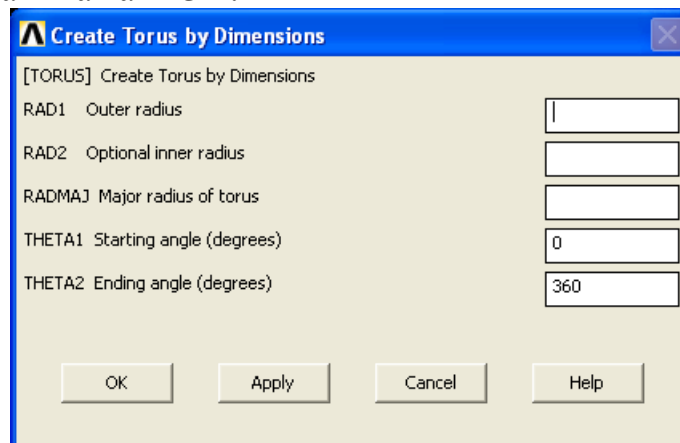 Create Torus by Dimensions
[TORUS] Create Torus by Dimensions
RAD1 Outer radius
RAD2 Optional inner radius
RADMAJ Major radius of torus
THETA1 Starting angle (degrees) 0
THETA2 Ending angle (degrees) 360
OK Apply Cancel Help